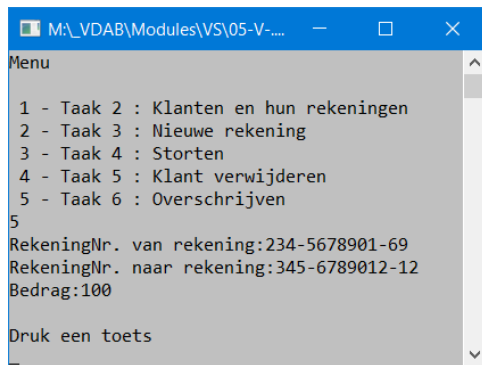 M:\_VDAB\Modules\VS\05-V-....
Menu
1 - Taak 2 : Klanten en hun rekeningen
2 - Taak 3 : Nieuwe rekening
3 - Taak 4 : Storten
4 - Taak 5 : Klant verwijderen
5 - Taak 6 : Overschrijven
5
RekeningNr. van rekening:234-5678901-69
RekeningNr. naar rekening:345-6789012-12
Bedrag:100
Druk een toets